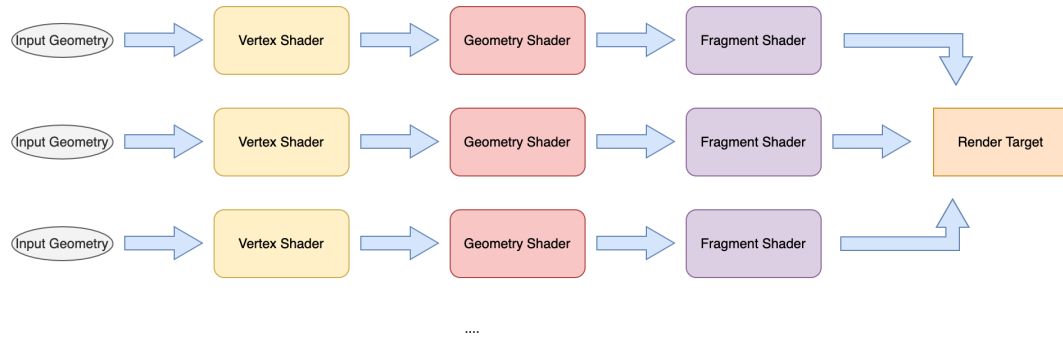 Input Geometry
Vertex Shader
Geometry Shader
Fragment Shader
Input Geometry
Vertex Shader
Geometry Shader
Fragment Shader
Render Target
Input Geometry
Vertex Shader
Geometry Shader
Fragment Shader
....